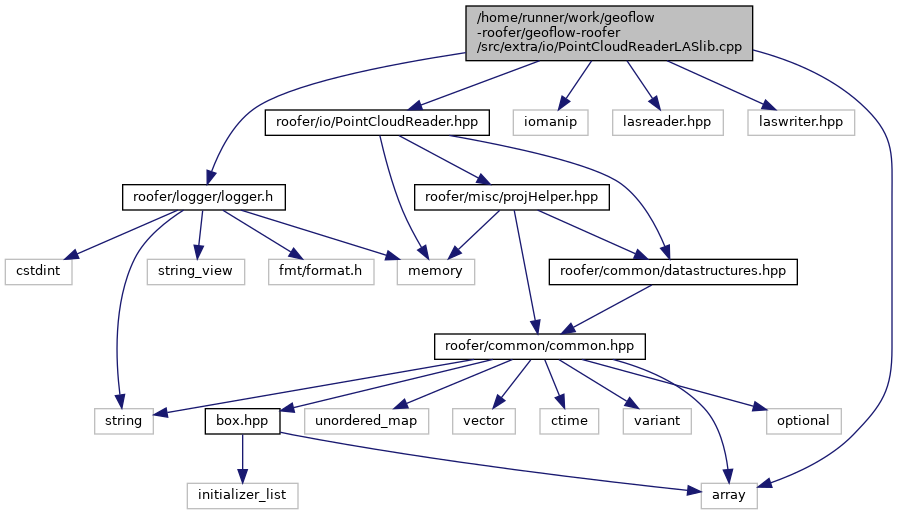 /home/runner/work/geoflow
-roofer/geoflow-roofer
/src/extra/io/PointCloudReaderLASlib.cpp
roofer/io/PointCloudReader.hpp
iomanip
lasreader.hpp
laswriter.hpp
roofer/logger/logger.h
roofer/misc/projHelper.hpp
cstdint
string_view
fmt/format.h
memory
roofer/common/datastructures.hpp
roofer/common/common.hpp
string
box.hpp
unordered_map
vector
ctime
variant
optional
initializer_list
array